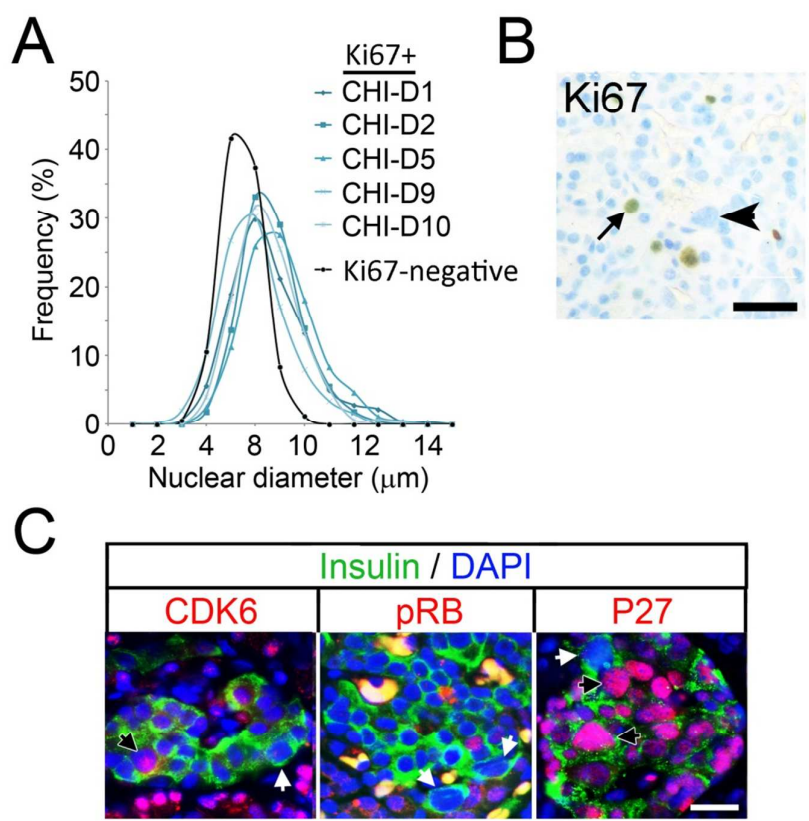 A
Ki67+
CHI-D1
CHI-D2
CHI-D5
CHI-D9
CHI-D10
Ki67-negative
50
40
30
20
10
0
Frequency (%)
0 2 4 6 8 10 12 14
Nuclear diameter (μm)
B
Ki67
C
Insulin / DAPI
CDK6 pRB P27